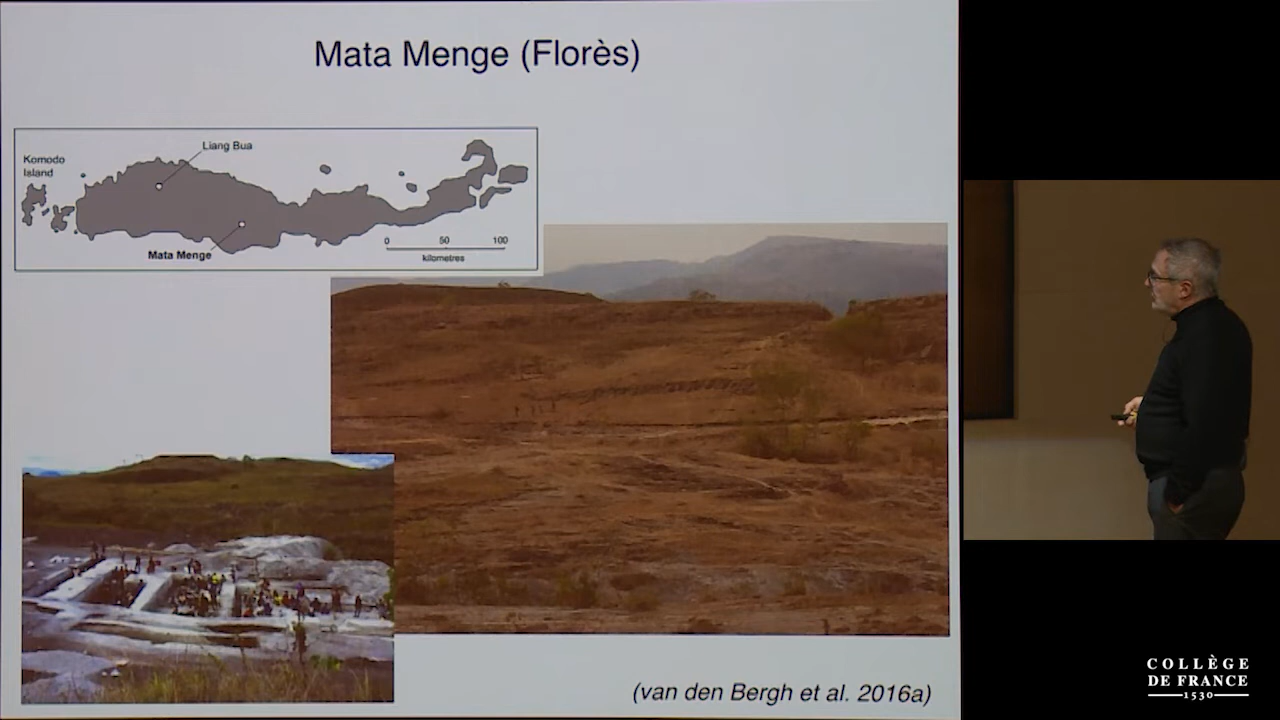 Mata Menge (Florès)
Liang Bua
Komodo
Island
Mata Menge
0 50 100
kilometres
(van den Bergh et al. 2016a)
COLLÈGE
DE FRANCE
1530